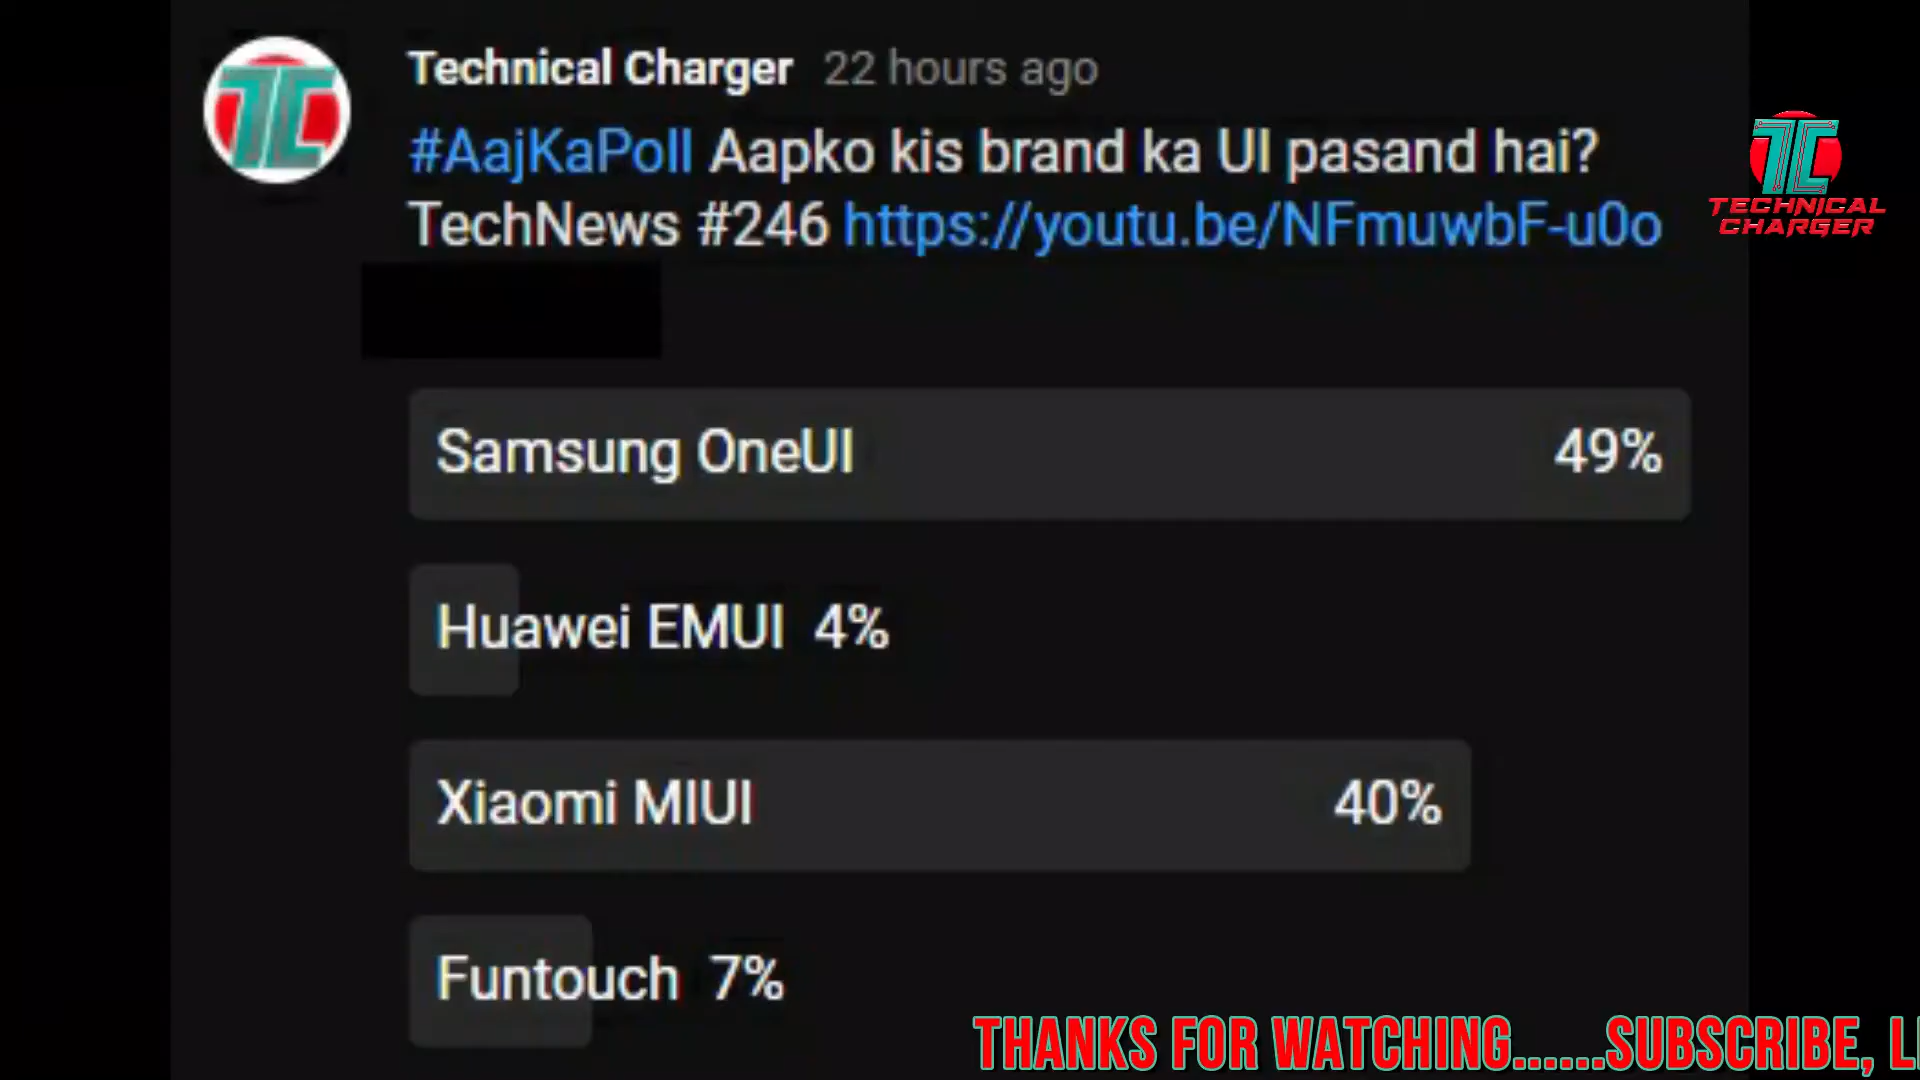 Technical Charger 22 hours ago
#AajKaPoll Aapko kis brand ka UI pasand hai?
TechNews #246 https://youtu.be/NFmuwbF-u0o
TECHNICAL
CHARGER
Samsung OneUI 49%
Huawei EMUI 4%
Xiaomi MIUI 40%
Funtouch 7%
THANKS FOR WATCHING......SUBSCRIBE, LI